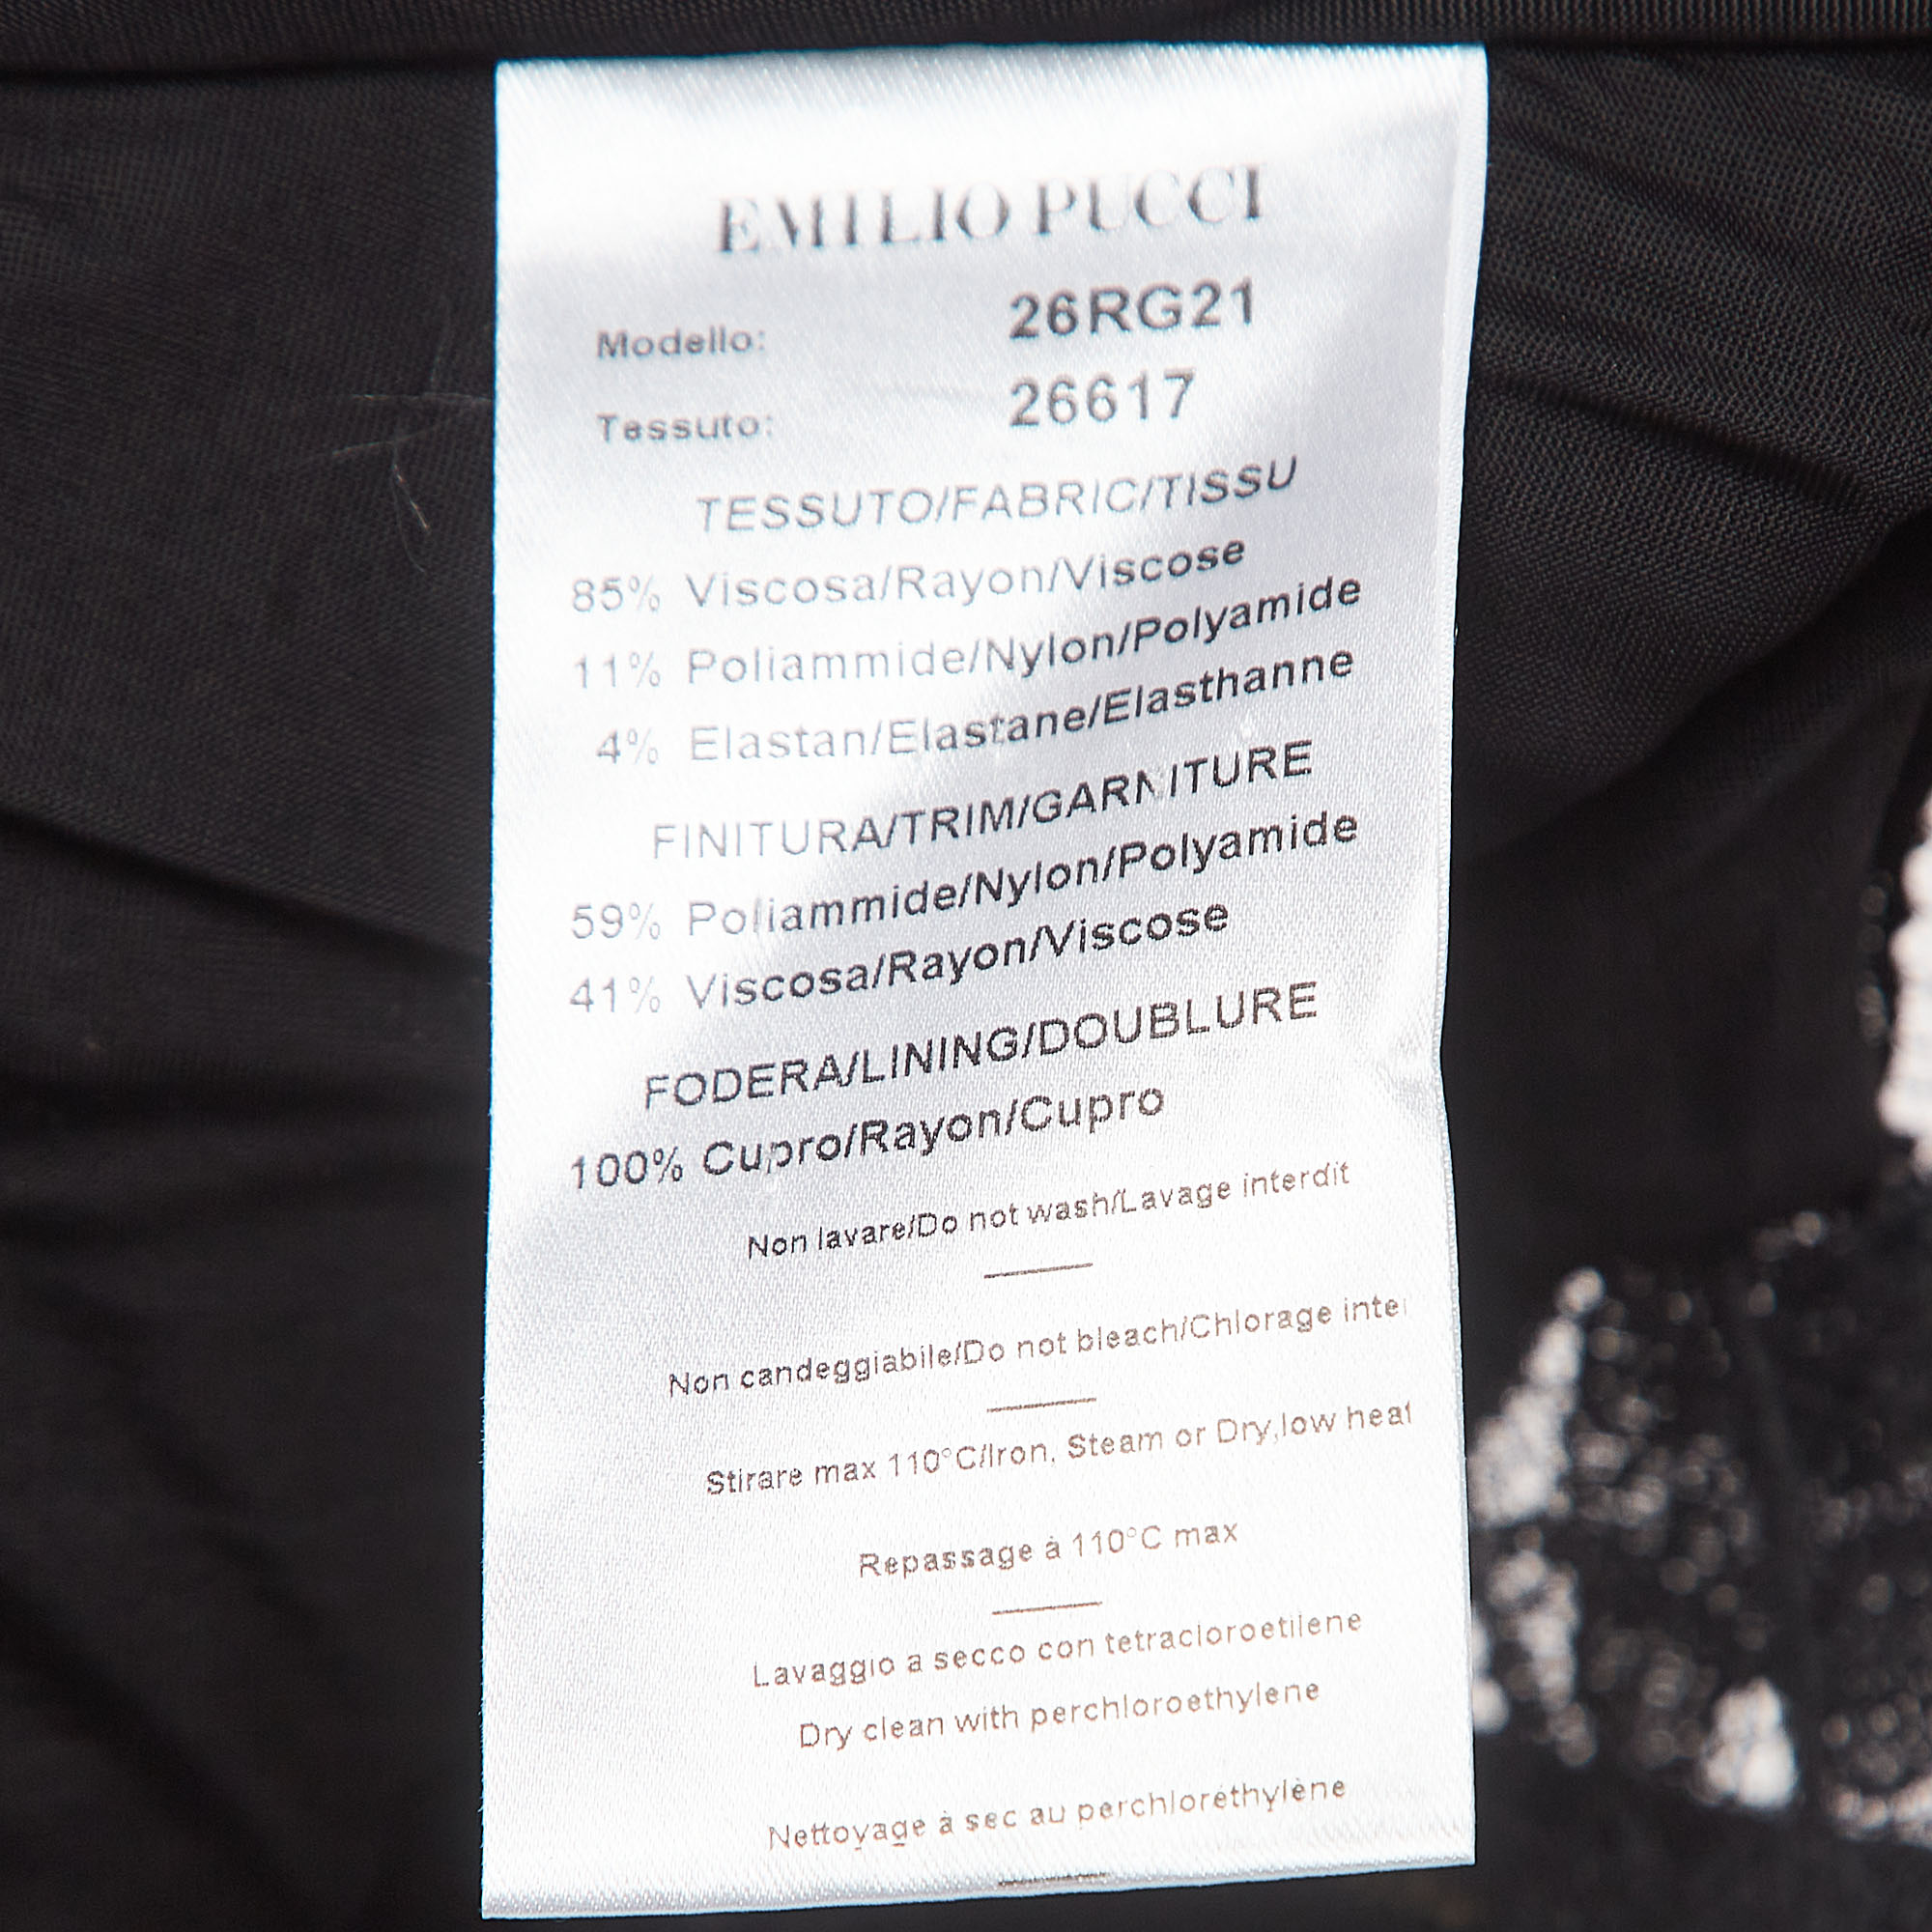 EMILIO PUCCI
Modello: 26RG21
Tessuto: 26617
TESSUTO/FABRIC/TISSU
85% Viscosa/Rayon/Viscose
11% Poliammide/Nylon/Polyamide
4% Elastan/Elastane/Elasthanne
FINITURA/TRIM/GARNITURE
59% Poliammide/Nylon/Polyamide
41% Viscosa/Rayon/Viscose
FODERA/LINING/DOUBLURE
100% Cupro/Rayon/Cupro
Non lavare/Do not wash/Lavage interdit
Non candeggiabile/Do not bleach/Chlorage inter
Stirare max 110°C/Iron, Steam or Dry,low heat
Repassage à 110°C max
Lavaggio a secco con tetracloroetilene
Dry clean with perchloroethylene
Nettoyage à sec au perchloréthylène